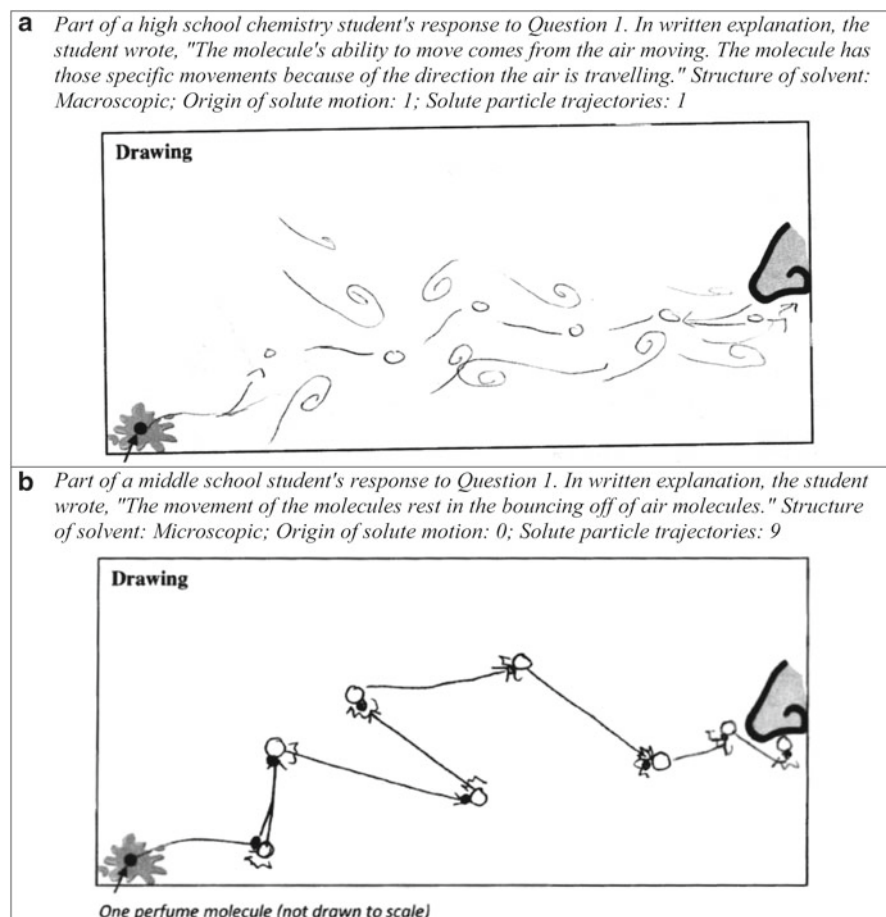 a Part of a high school chemistry student's response to Question 1. In written explanation, the
student wrote, "The molecule's ability to move comes from the air moving. The molecule has
those specific movements because of the direction the air is travelling." Structure of solvent:
Macroscopic; Origin of solute motion: 1; Solute particle trajectories: 1
Drawing
b Part of a middle school student's response to Question 1. In written explanation, the student
wrote, "The movement of the molecules rest in the bouncing off of air molecules." Structure
of solvent: Microscopic; Origin of solute motion: 0; Solute particle trajectories: 9
Drawing
One perfume molecule (not drawn to scale)